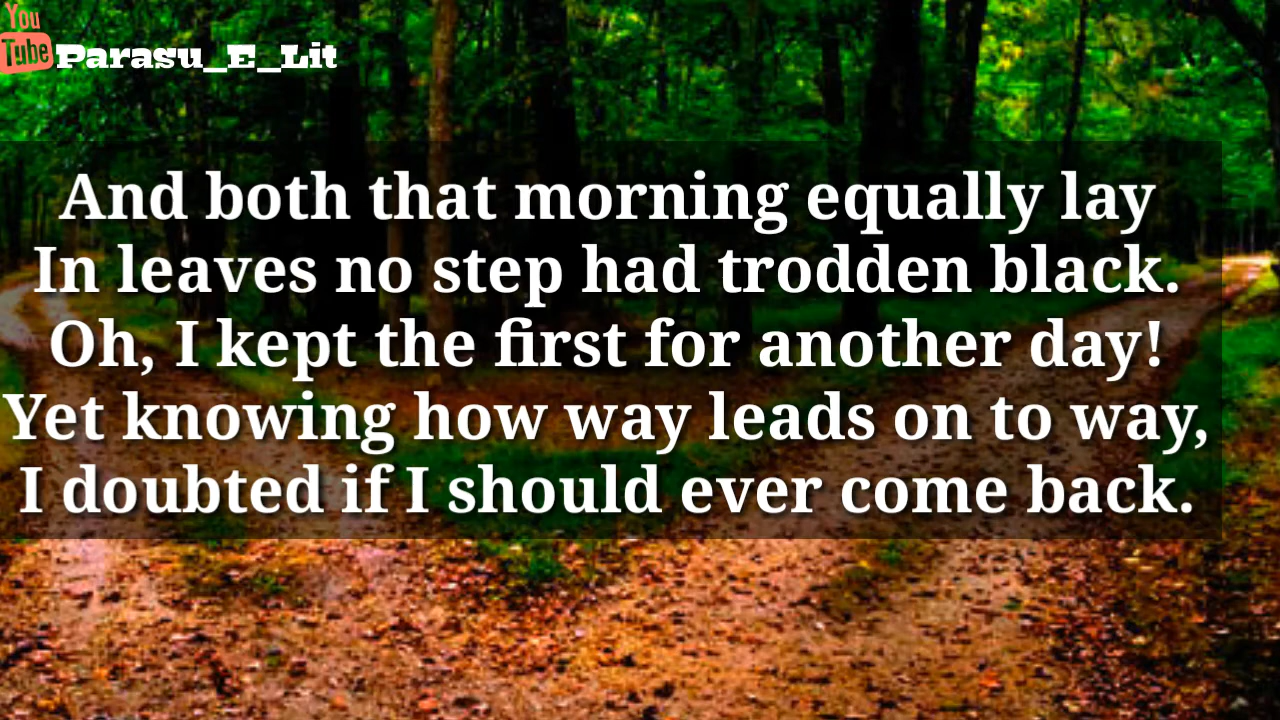 You
Tube
Parasu_E_Lit
And both that morning equally lay
In leaves no step had trodden black.
Oh, I kept the first for another day!
Yet knowing how way leads on to way,
I doubted if I should ever come back.